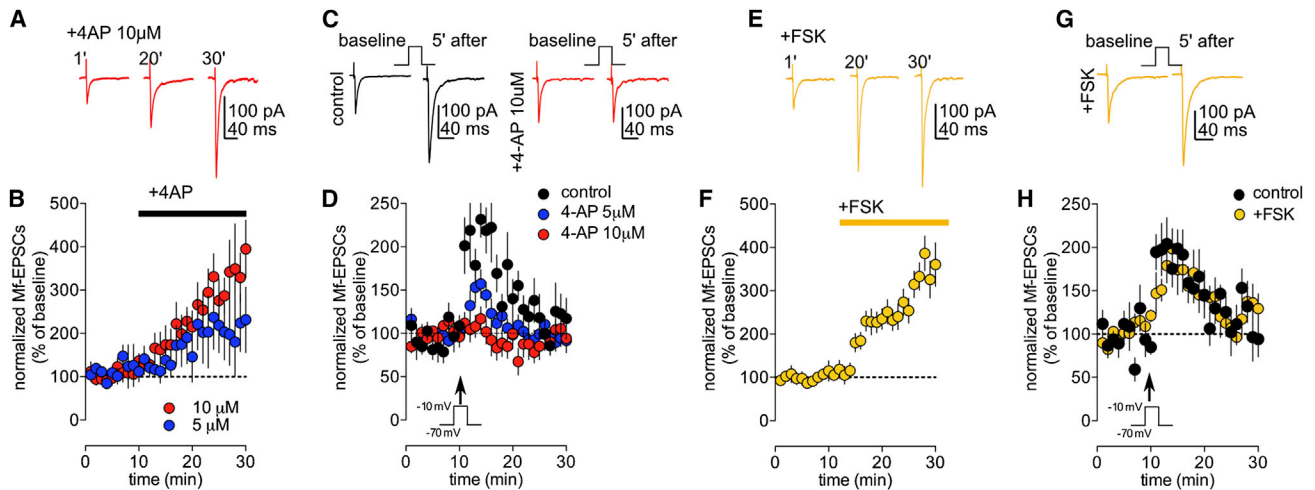 A
+4AP 10µM
1' 20' 30'
100 pA
40 ms
B
+4AP
normalized Mf-EPSCs
(% of baseline)
500
400
300
200
100
0
10 µM
5 µM
0 10 20 30
time (min)
C
baseline 5' after
control
100 pA
40 ms
baseline 5' after
+4-AP 10uM
100 pA
40 ms
D
control
4-AP 5µM
4-AP 10µM
normalized Mf-EPSCs
(% of baseline)
250
200
150
100
50
0
-10 mV
-70 mV
0 10 20 30
time (min)
E
+FSK
1' 20' 30'
100 pA
40 ms
F
+FSK
normalized Mf-EPSCs
(% of baseline)
500
400
300
200
100
0
0 10 20 30
time (min)
G
baseline 5' after
+FSK
100 pA
40 ms
H
control
+FSK
normalized Mf-EPSCs
(% of baseline)
250
200
150
100
50
0
-10 mV
-70 mV
0 10 20 30
time (min)